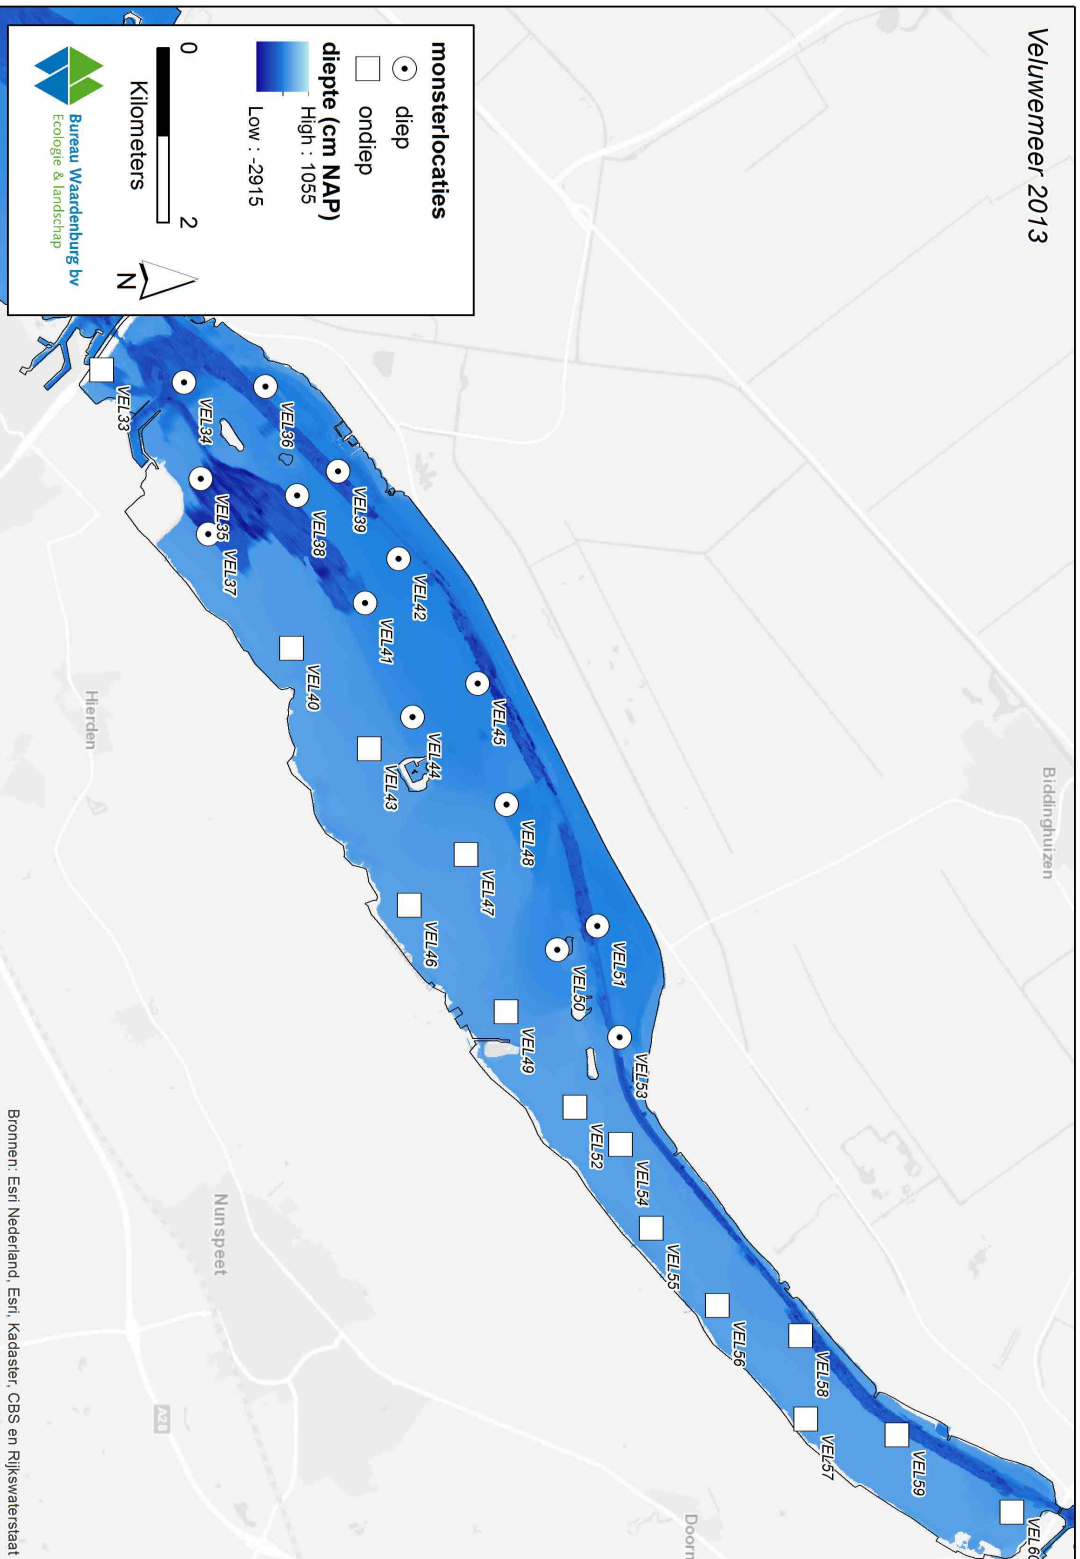 Veluwemeer 2013
monsterlocaties
diep
ondiep
diepte (cm NAP)
High : 1055
Low : -2915
0 2
Kilometers
N
Bureau Waardenburg bv
Ecologie & landschap
Biddinghuizen
Hierden
Nunspeet
Doorn
A28
VEL33
VEL34
VEL35
VEL36
VEL37
VEL38
VEL39
VEL40
VEL41
VEL42
VEL43
VEL44
VEL45
VEL46
VEL47
VEL48
VEL49
VEL50
VEL51
VEL52
VEL53
VEL54
VEL55
VEL56
VEL57
VEL58
VEL59
VEL60
Bronnen: Esri Nederland, Esri, Kadaster, CBS en Rijkswaterstaat